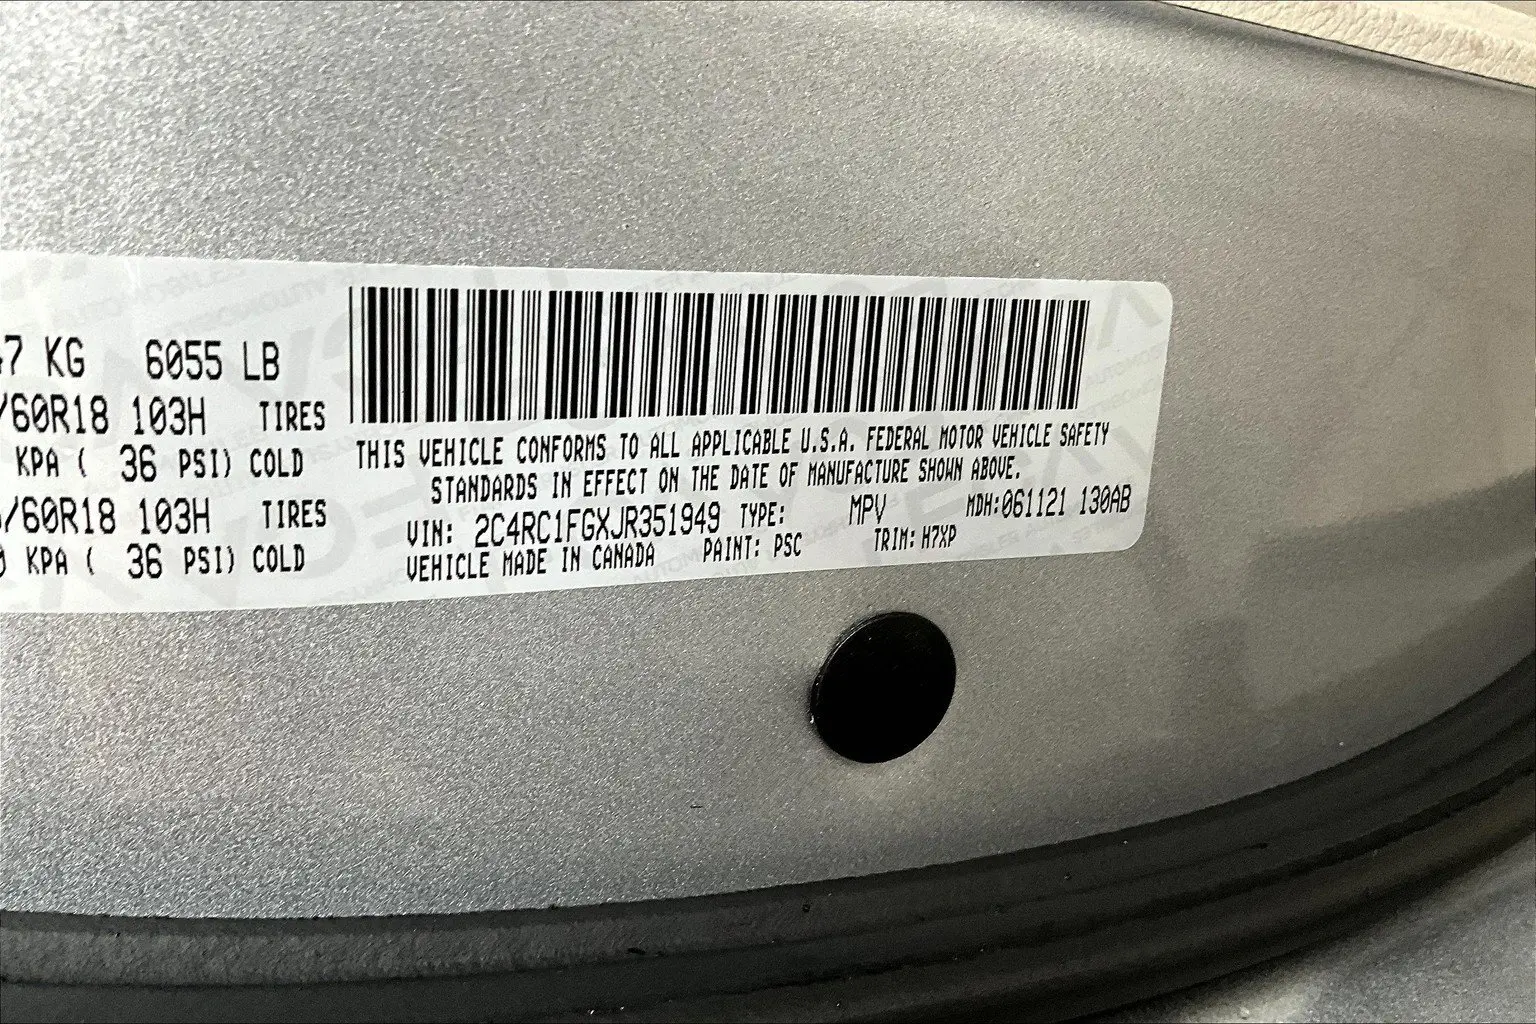 47 KG 6055 LB
/60R18 103H TIRES
KPA ( 36 PSI) COLD
/60R18 103H TIRES
0 KPA ( 36 PSI) COLD
THIS VEHICLE CONFORMS TO ALL APPLICABLE U.S.A. FEDERAL MOTOR VEHICLE SAFETY
STANDARDS IN EFFECT ON THE DATE OF MANUFACTURE SHOWN ABOVE.
VIN: 2C4RC1FGXJR351949 TYPE: MPV MDH:061121 130AB
VEHICLE MADE IN CANADA PAINT: PSC TRIM: H7XP